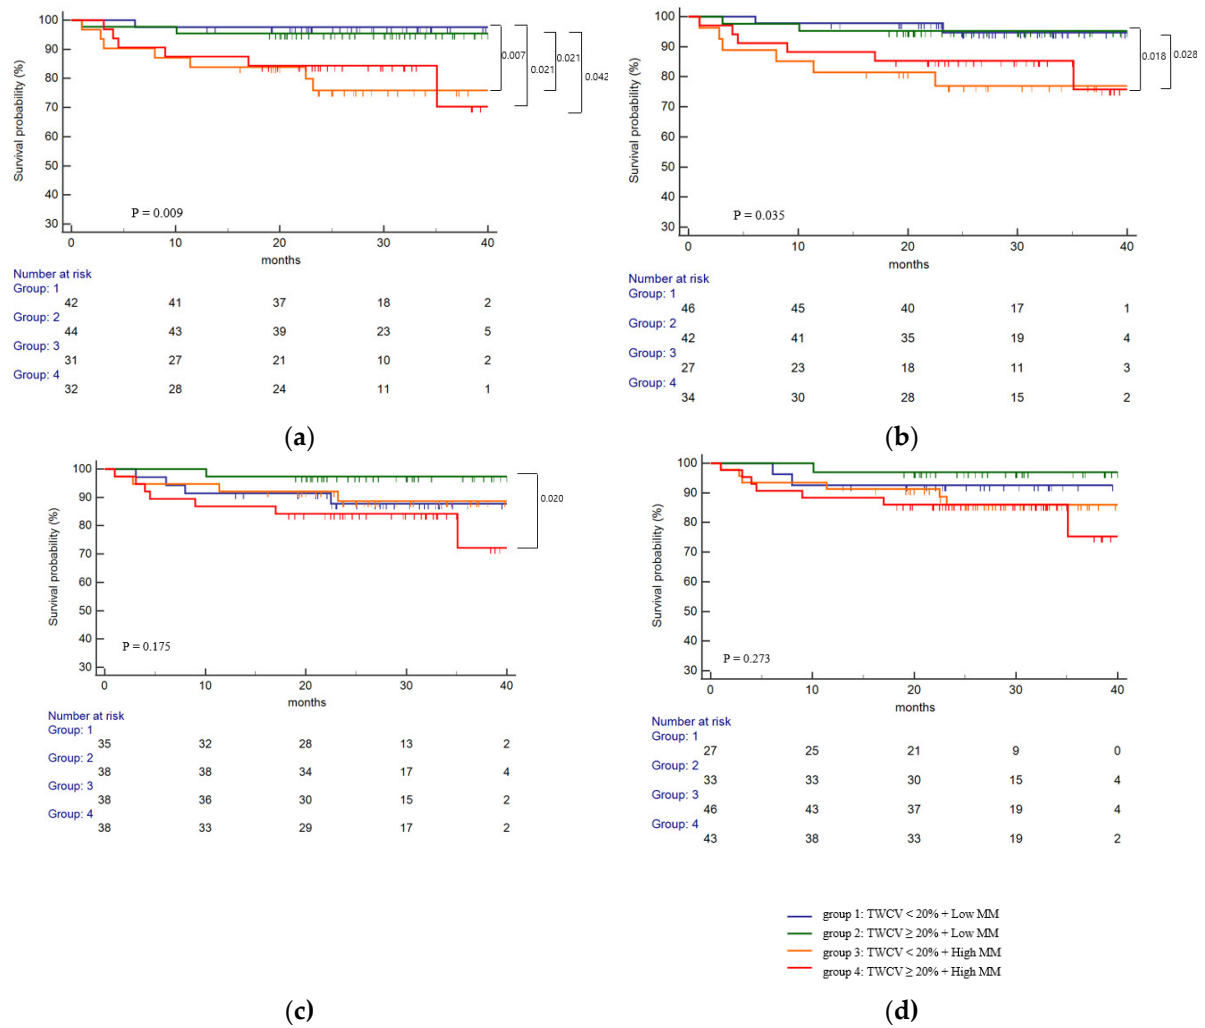 100
90
80
70
60
50
40
30
Survival probability (%)
0.007
0.021
0.021
0.042
P = 0.009
0 10 20 30 40
months
Number at risk
Group: 1
42 41 37 18 2
Group: 2
44 43 39 23 5
Group: 3
31 27 21 10 2
Group: 4
32 28 24 11 1
(a)
100
90
80
70
60
50
40
30
Survival probability (%)
0.018
0.028
P = 0.035
0 10 20 30 40
months
Number at risk
Group: 1
46 45 40 17 1
Group: 2
42 41 35 19 4
Group: 3
27 23 18 11 3
Group: 4
34 30 28 15 2
(b)
100
90
80
70
60
50
40
30
Survival probability (%)
0.020
P = 0.175
0 10 20 30 40
months
Number at risk
Group: 1
35 32 28 13 2
Group: 2
38 38 34 17 4
Group: 3
38 36 30 15 2
Group: 4
38 33 29 17 2
(c)
100
90
80
70
60
50
40
30
Survival probability (%)
P = 0.273
0 10 20 30 40
months
Number at risk
Group: 1
27 25 21 9 0
Group: 2
33 33 30 15 4
Group: 3
46 43 37 19 4
Group: 4
43 38 33 19 2
group 1: TWCV < 20% + Low MM
group 2: TWCV ≥ 20% + Low MM
group 3: TWCV < 20% + High MM
group 4: TWCV ≥ 20% + High MM
(d)